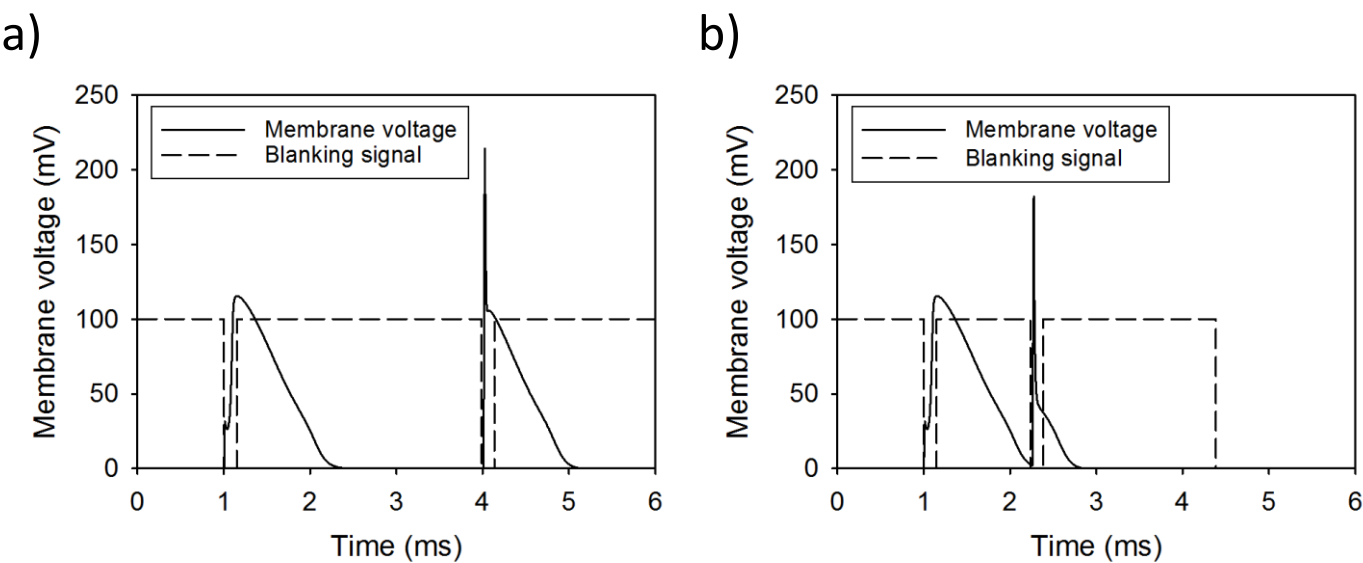 a)
250
200
150
100
50
0
Membrane voltage (mV)
Membrane voltage
Blanking signal
0 1 2 3 4 5 6
Time (ms)
b)
250
200
150
100
50
0
Membrane voltage (mV)
Membrane voltage
Blanking signal
0 1 2 3 4 5 6
Time (ms)